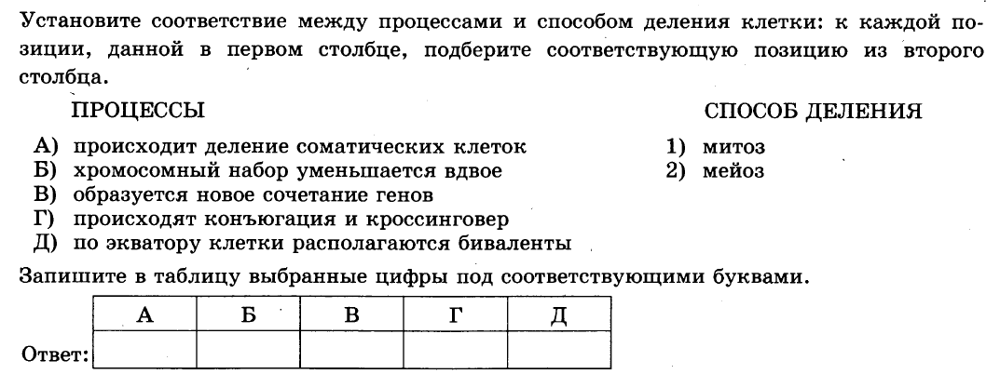 Установите соответствие между процессами и способом деления клетки: к каждой по-
зиции, данной в первом столбце, подберите соответствующую позицию из второго
столбца.
ПРОЦЕССЫ СПОСОБ ДЕЛЕНИЯ
А) происходит деление соматических клеток 1) митоз
Б) хромосомный набор уменьшается вдвое 2) мейоз
В) образуется новое сочетание генов
Г) происходят конъюгация и кроссинговер
Д) по экватору клетки располагаются биваленты
Запишите в таблицу выбранные цифры под соответствующими буквами.
А Б В Г Д
Ответ: